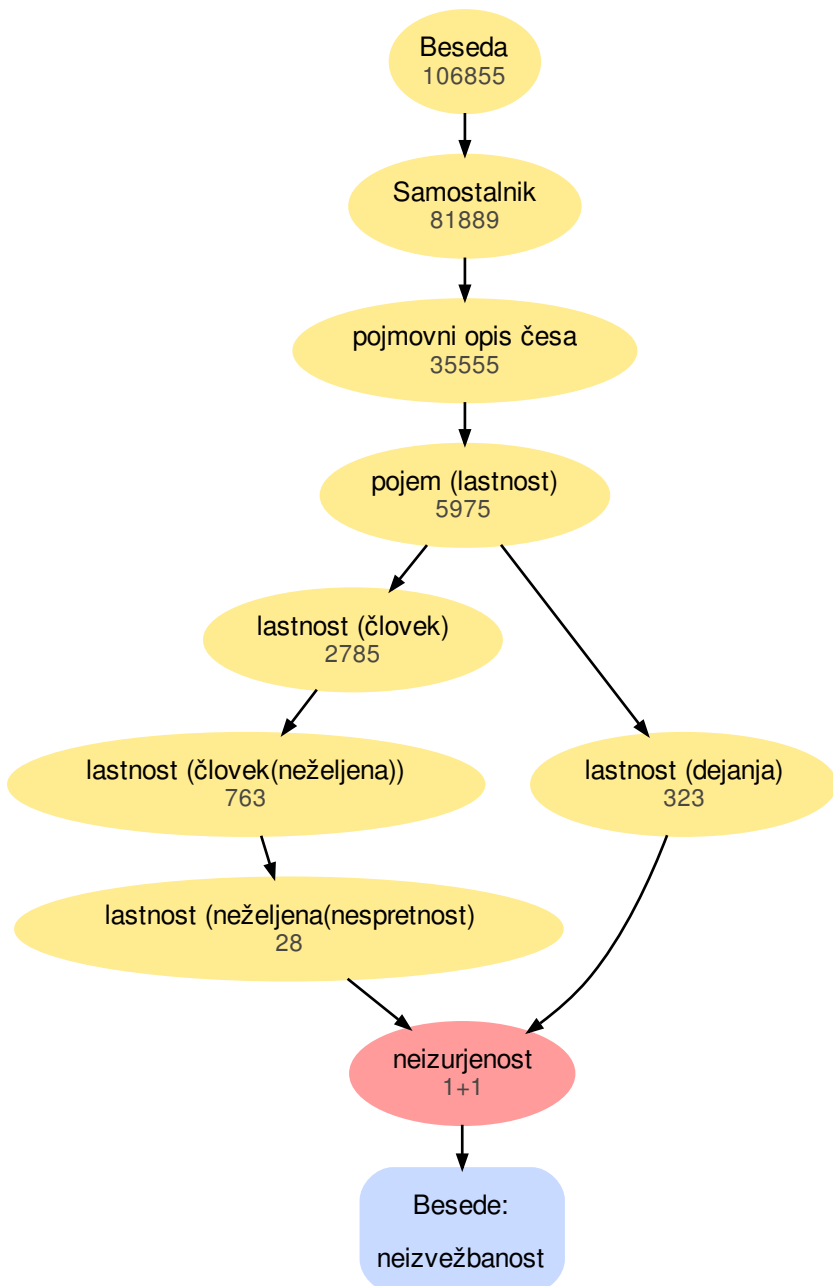 Beseda
106855
Samostalnik
81889
pojmovni opis česa
35555
pojem (lastnost)
5975
lastnost (človek)
2785
lastnost (človek(neželjena))
763
lastnost (dejanja)
323
lastnost (neželjena(nespretnost)
28
neizurjenost
1+1
Besede:
neizvežbanost